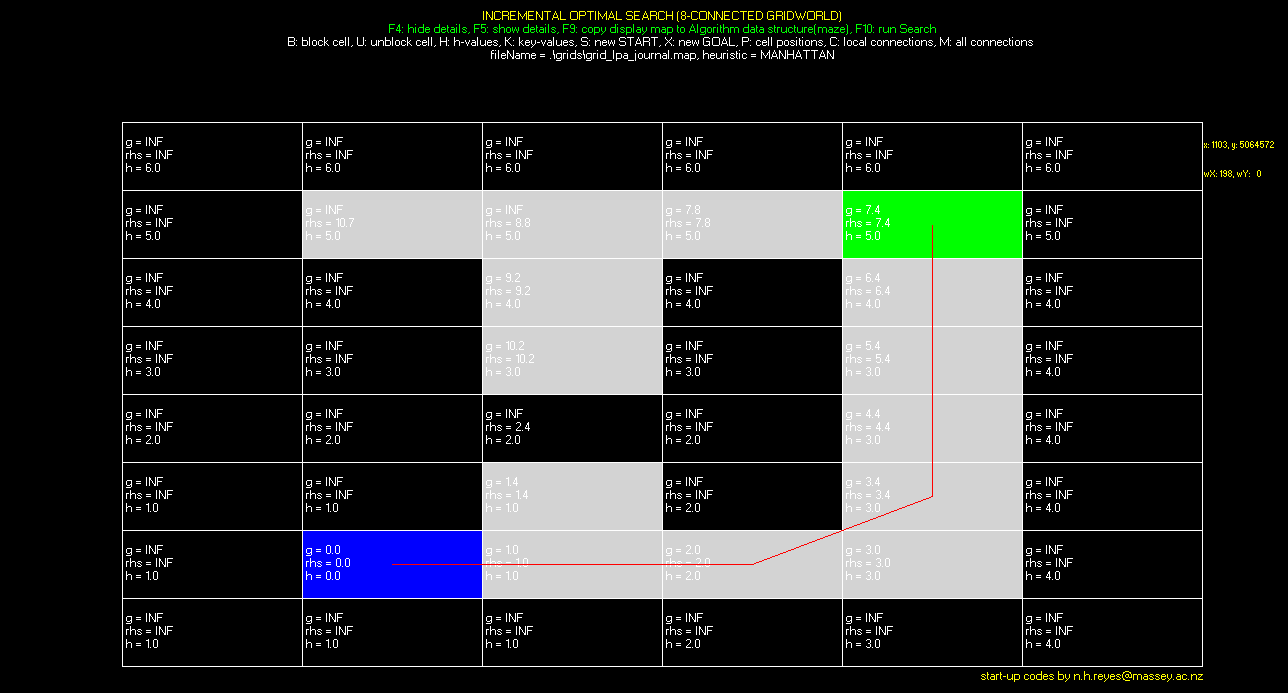 INCREMENTAL OPTIMAL SEARCH (8-CONNECTED GRIDWORLD)
F4: hide details, F5: show details, F9: copy display map to Algorithm data structure(maze), F10: run Search
B: block cell, U: unblock cell, H: h-values, K: key-values, S: new START, X: new GOAL, P: cell positions, C: local connections, M: all connections
fileName = .\grids\grid_lpa_journal.map, heuristic = MANHATTAN
g = INF g = INF g = INF g = INF g = INF g = INF
rhs = INF rhs = INF rhs = INF rhs = INF rhs = INF rhs = INF
h = 6.0 h = 6.0 h = 6.0 h = 6.0 h = 6.0 h = 6.0
x: 1103, y: 5064572
wX: 198, wY: 0
g = INF g = INF g = INF g = 7.8 g = 7.4 g = INF
rhs = INF rhs = 10.7 rhs = 8.8 rhs = 7.8 rhs = 7.4 rhs = INF
h = 5.0 h = 5.0 h = 5.0 h = 5.0 h = 5.0 h = 5.0
g = INF g = INF g = 9.2 g = INF g = 6.4 g = INF
rhs = INF rhs = INF rhs = 9.2 rhs = INF rhs = 6.4 rhs = INF
h = 4.0 h = 4.0 h = 4.0 h = 4.0 h = 4.0 h = 4.0
g = INF g = INF g = 10.2 g = INF g = 5.4 g = INF
rhs = INF rhs = INF rhs = 10.2 rhs = INF rhs = 5.4 rhs = INF
h = 3.0 h = 3.0 h = 3.0 h = 3.0 h = 3.0 h = 4.0
g = INF g = INF g = INF g = INF g = 4.4 g = INF
rhs = INF rhs = INF rhs = 2.4 rhs = INF rhs = 4.4 rhs = INF
h = 2.0 h = 2.0 h = 2.0 h = 2.0 h = 3.0 h = 4.0
g = INF g = INF g = 1.4 g = INF g = 3.4 g = INF
rhs = INF rhs = INF rhs = 1.4 rhs = INF rhs = 3.4 rhs = INF
h = 1.0 h = 1.0 h = 1.0 h = 2.0 h = 3.0 h = 4.0
g = INF g = 0.0 g = 1.0 g = 2.0 g = 3.0 g = INF
rhs = INF rhs = 0.0 rhs = 1.0 rhs = 2.0 rhs = 3.0 rhs = INF
h = 1.0 h = 0.0 h = 1.0 h = 2.0 h = 3.0 h = 4.0
g = INF g = INF g = INF g = INF g = INF g = INF
rhs = INF rhs = INF rhs = INF rhs = INF rhs = INF rhs = INF
h = 1.0 h = 1.0 h = 1.0 h = 2.0 h = 3.0 h = 4.0
start-up codes by n.h.reyes@massey.ac.nz